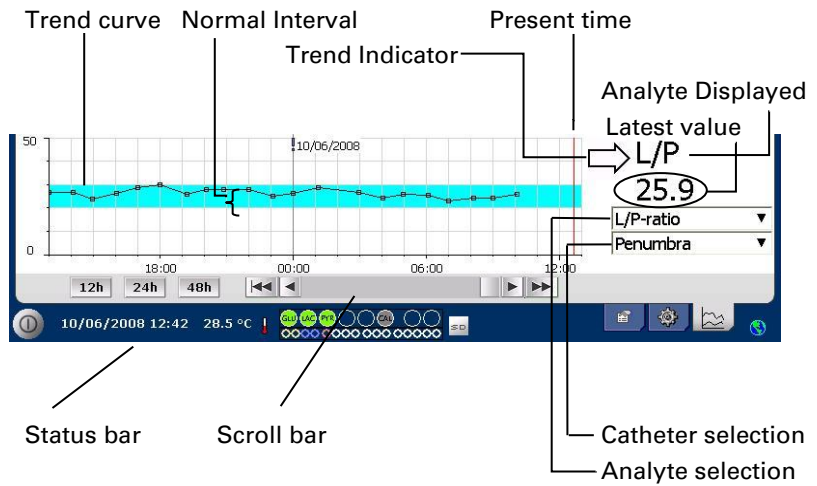 Trend curve Normal Interval Present time
Trend Indicator
Analyte Displayed
Latest value
50
10/06/2008
L/P
25.9
L/P-ratio
Penumbra
0
18:00 00:00 06:00 12:00
12h 24h 48h
10/06/2008 12:42 28.5 °C GLU LAC PYR CAL SD
Status bar Scroll bar Catheter selection
Analyte selection